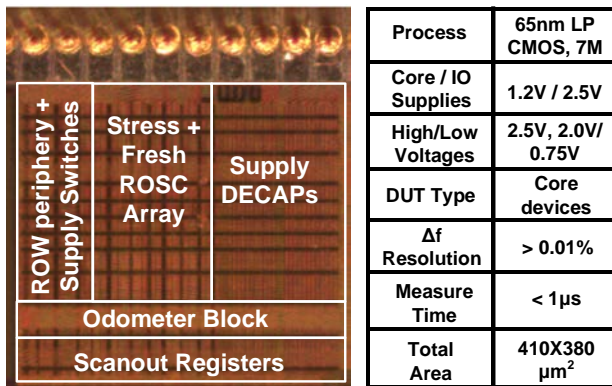 ROW periphery +
Supply Switches
Stress +
Fresh
ROSC
Array
Supply
DECAPs
Odometer Block
Scanout Registers
Process
65nm LP
CMOS, 7M
Core / IO
Supplies
1.2V / 2.5V
High/Low
Voltages
2.5V, 2.0V/
0.75V
DUT Type
Core
devices
Δf
Resolution
> 0.01%
Measure
Time
< 1µs
Total
Area
410X380
µm²